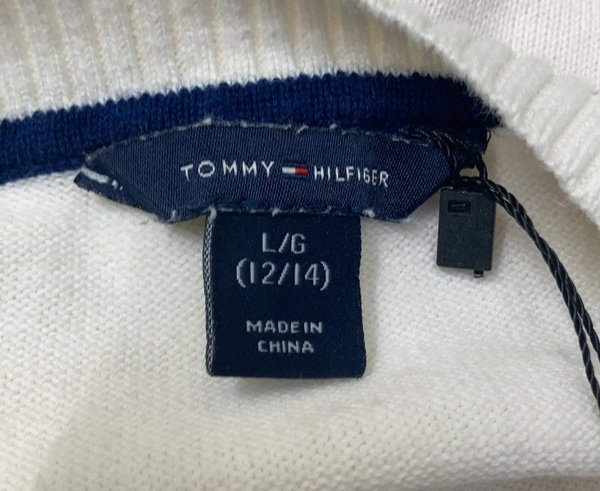 TOMMY HILFIGER
L/G
(12/14)
MADE IN
CHINA